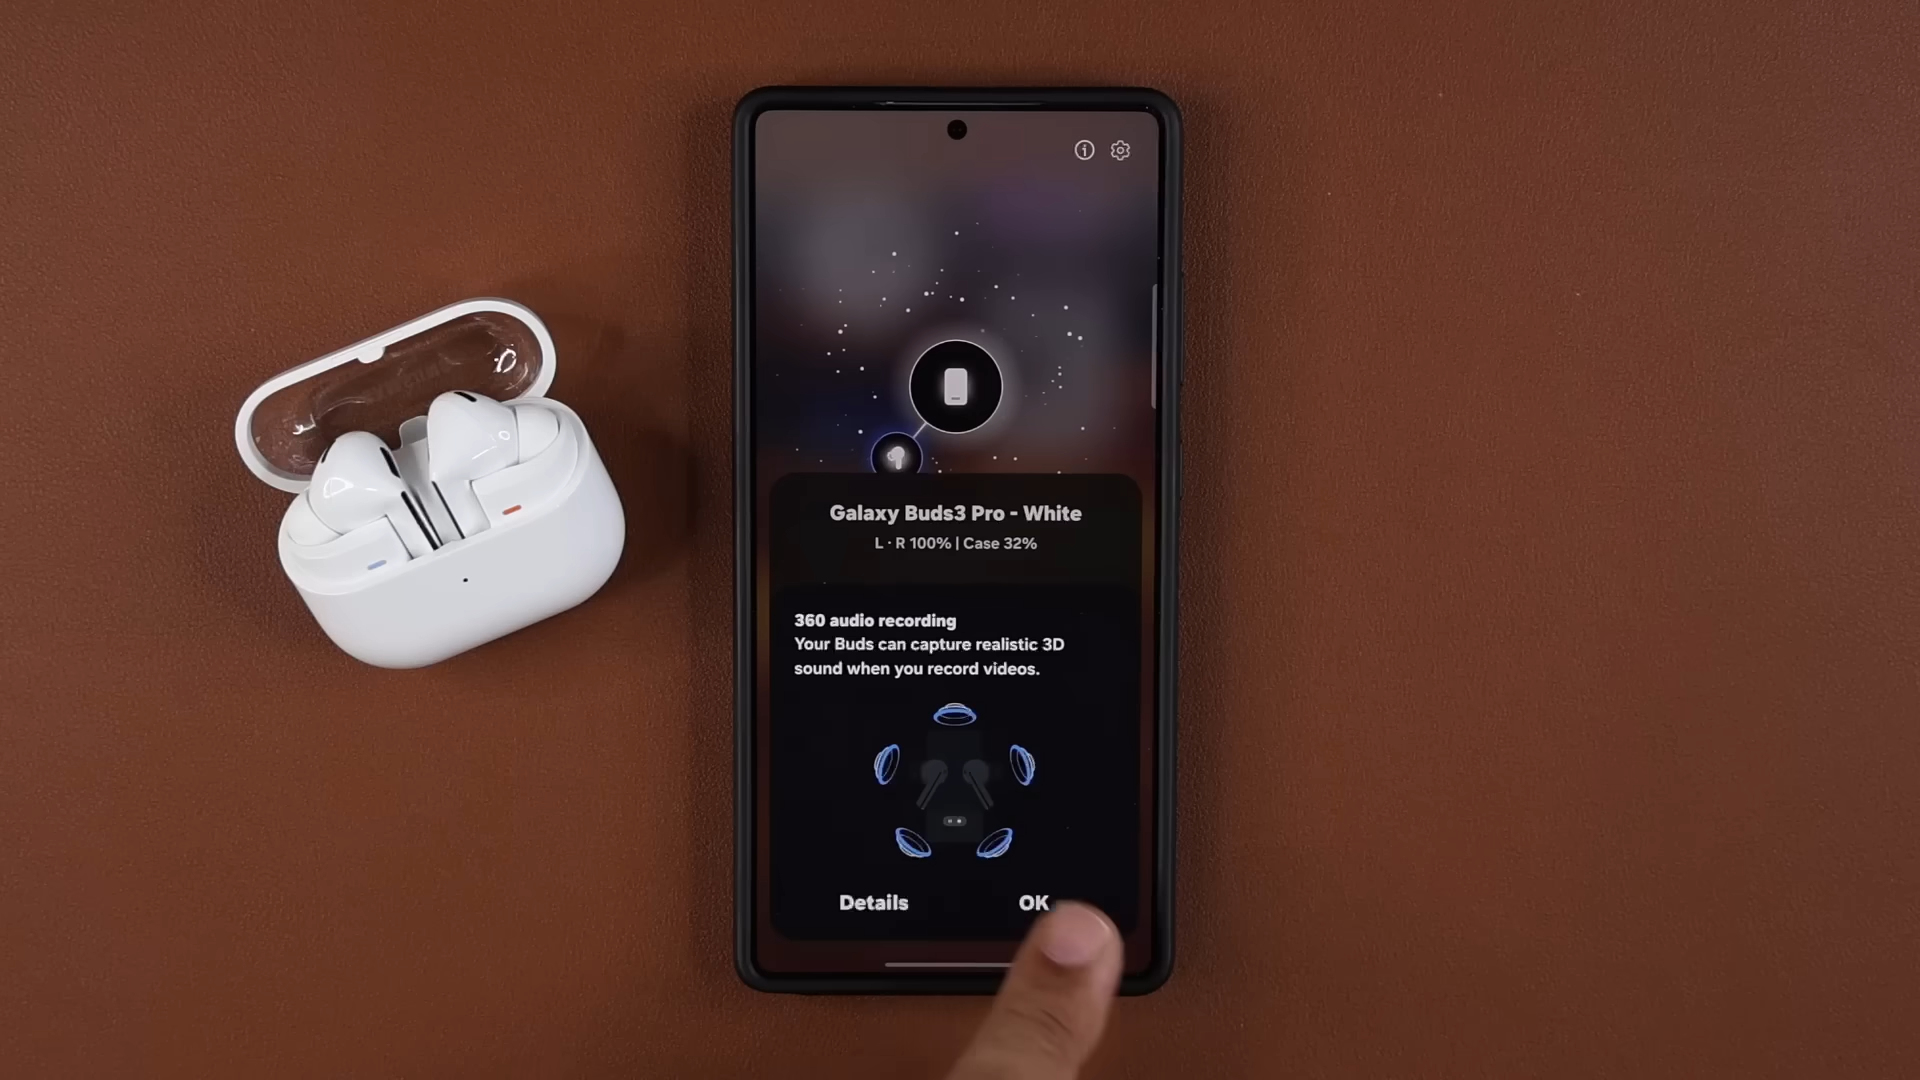 Galaxy Buds3 Pro - White
L · R 100% | Case 32%
360 audio recording
Your Buds can capture realistic 3D
sound when you record videos.
Details
OK